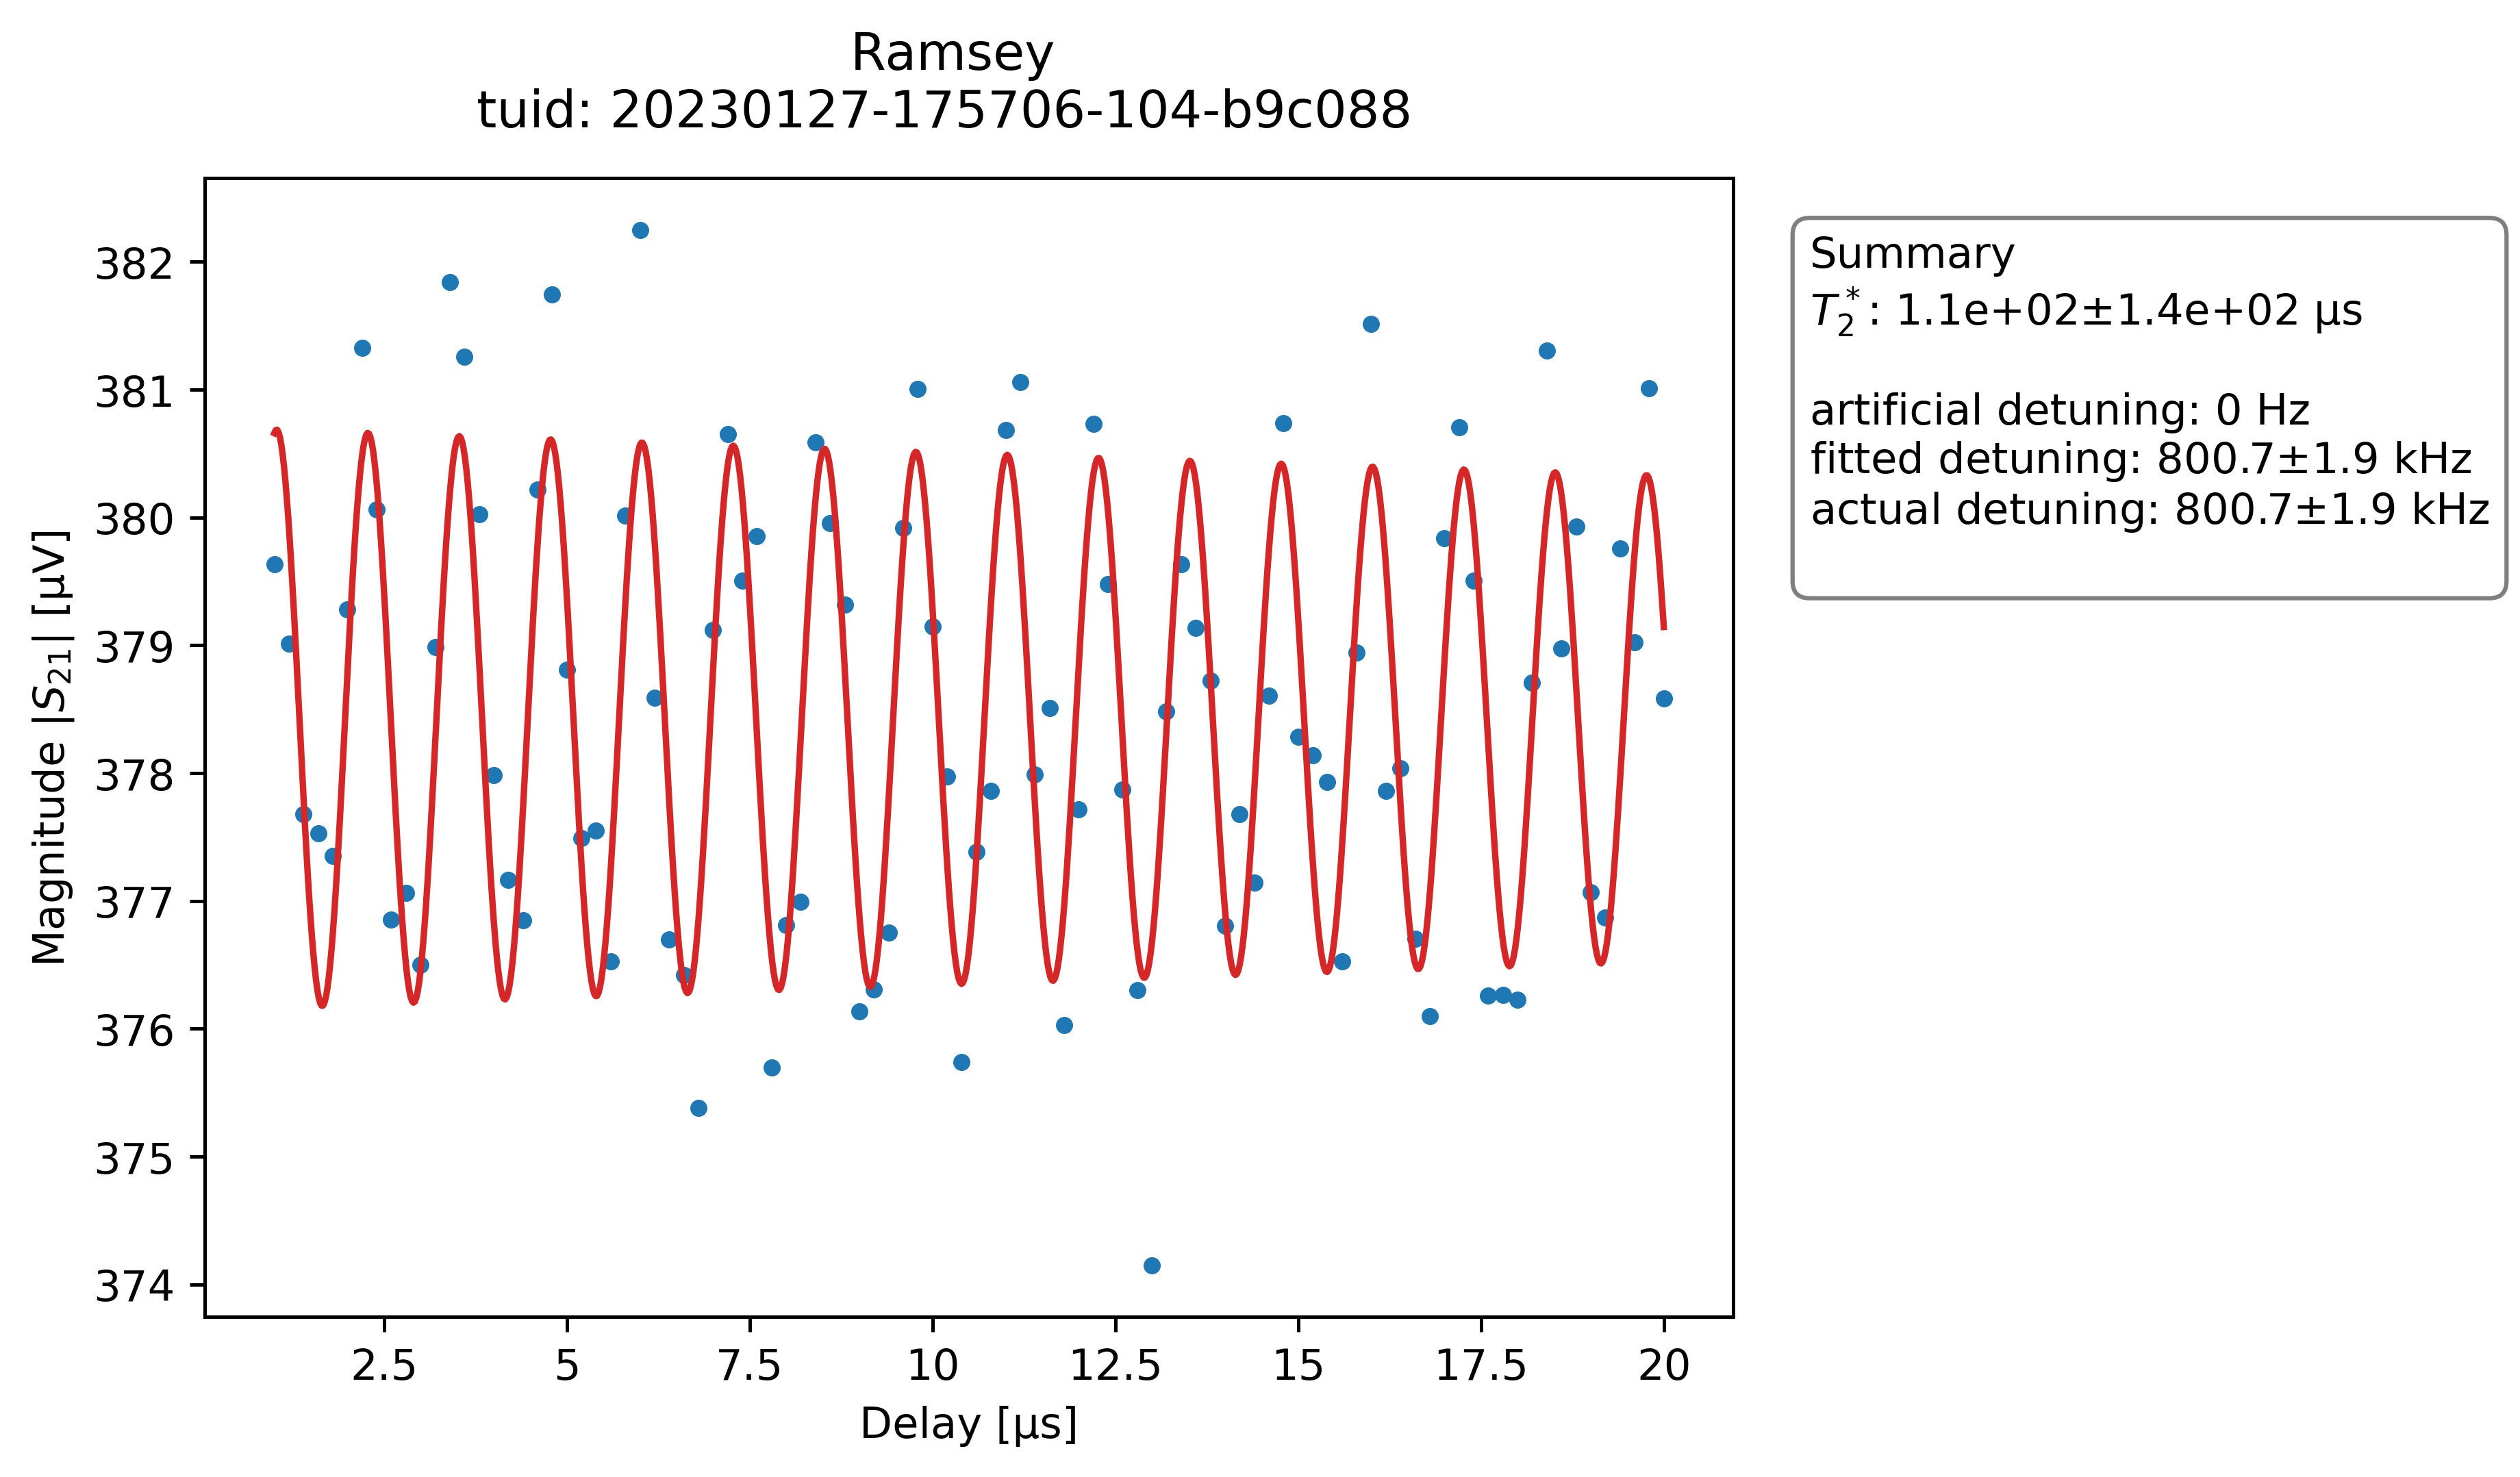 Ramsey
tuid: 20230127-175706-104-b9c088
Magnitude |S₂₁| [µV]
382
381
380
379
378
377
376
375
374
2.5 5 7.5 10 12.5 15 17.5 20
Delay [µs]
Summary
T₂*: 1.1e+02±1.4e+02 µs
artificial detuning: 0 Hz
fitted detuning: 800.7±1.9 kHz
actual detuning: 800.7±1.9 kHz